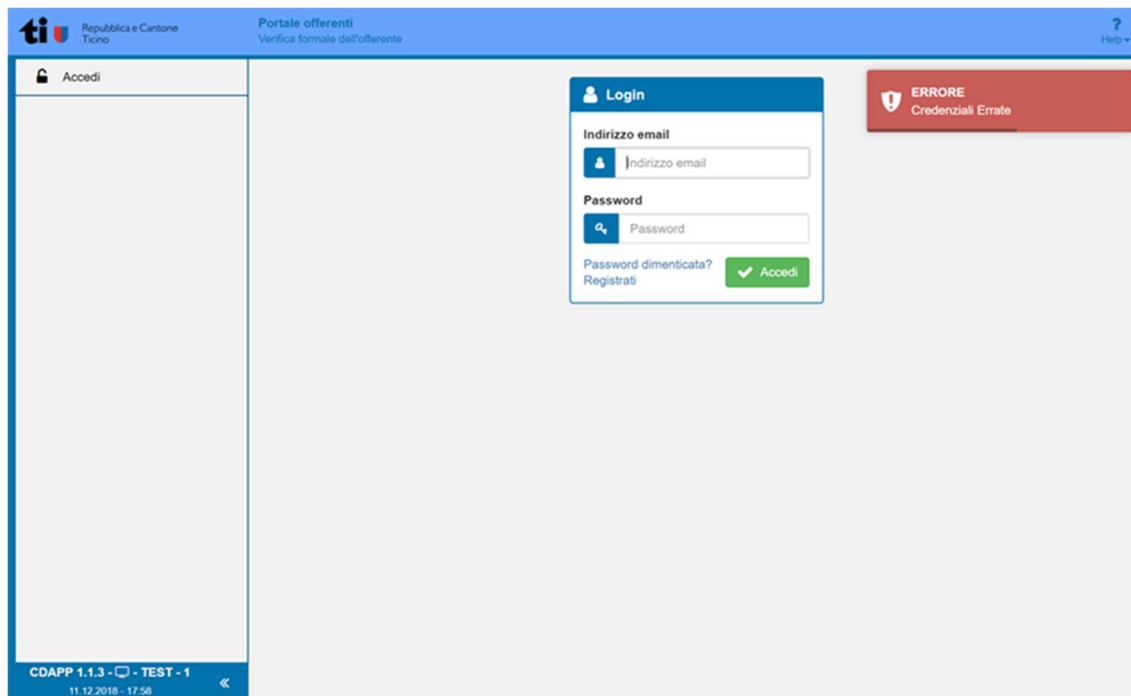 ti
Repubblica e Cantone
Ticino
Portale offerenti
Verifica formale dell'offerente
?
Help
Accedi
Login
Indirizzo email
Indirizzo email
Password
Password
Password dimenticata?
Registrati
Accedi
ERRORE
Credenziali Errate
CDAPP 1.1.3 - - TEST - 1
11.12.2018 - 17:58